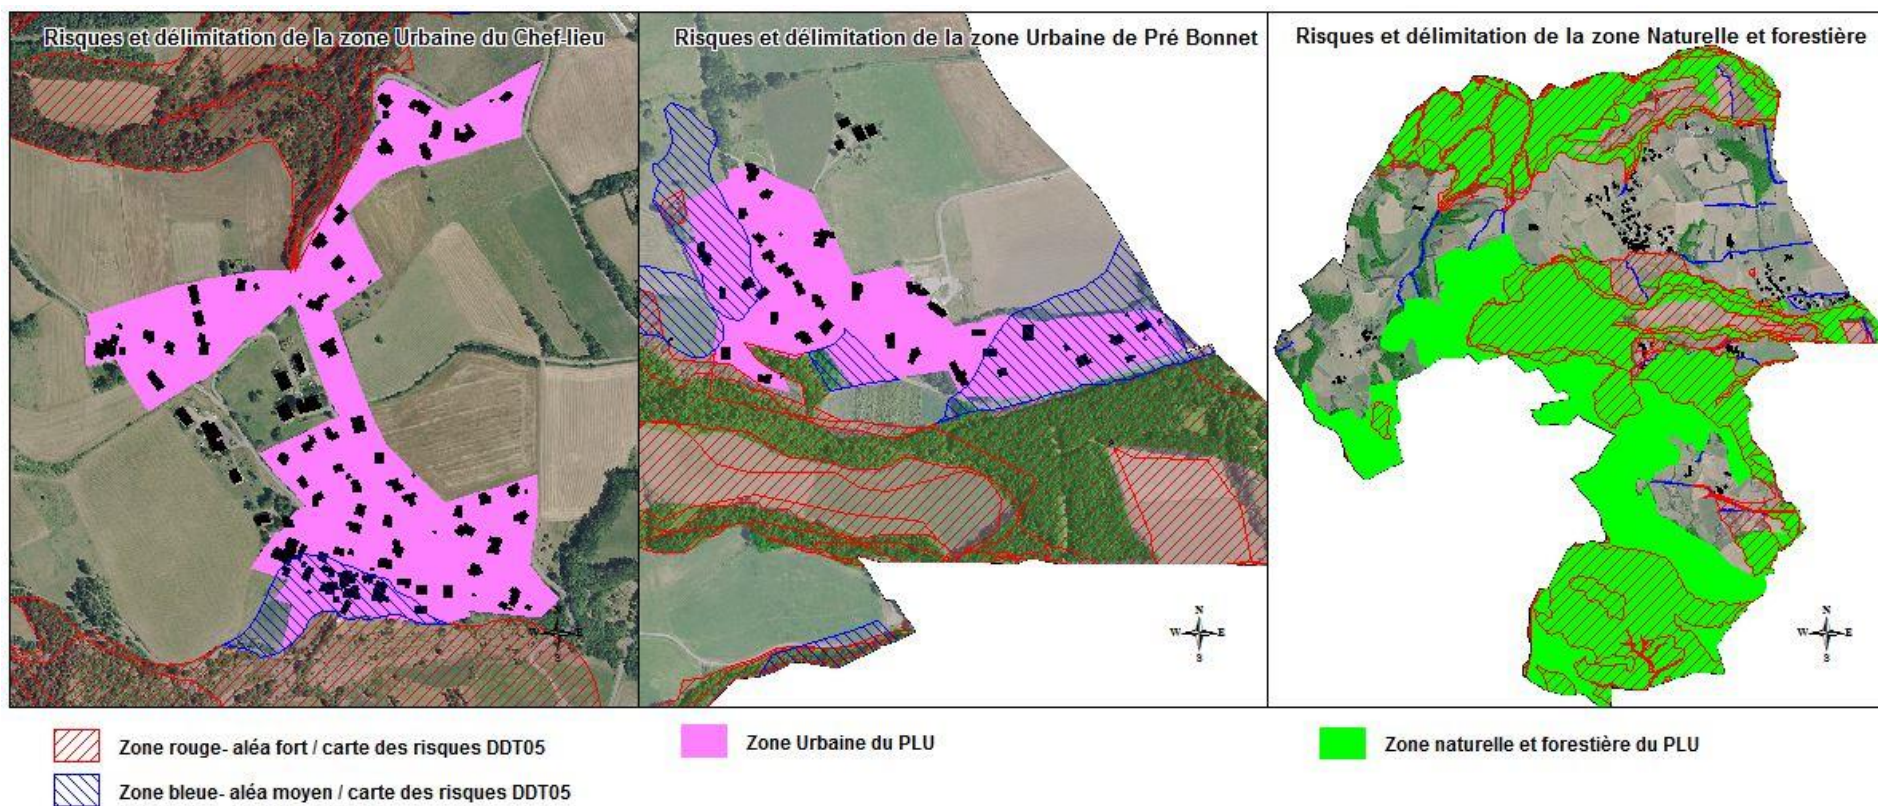 Risques et délimitation de la zone Urbaine du Chef-lieu
Risques et délimitation de la zone Urbaine de Pré Bonnet
Risques et délimitation de la zone Naturelle et forestière
W E
S
N
W E
S
N
W E
S
Zone rouge- aléa fort / carte des risques DDT05
Zone Urbaine du PLU
Zone naturelle et forestière du PLU
Zone bleue- aléa moyen / carte des risques DDT05